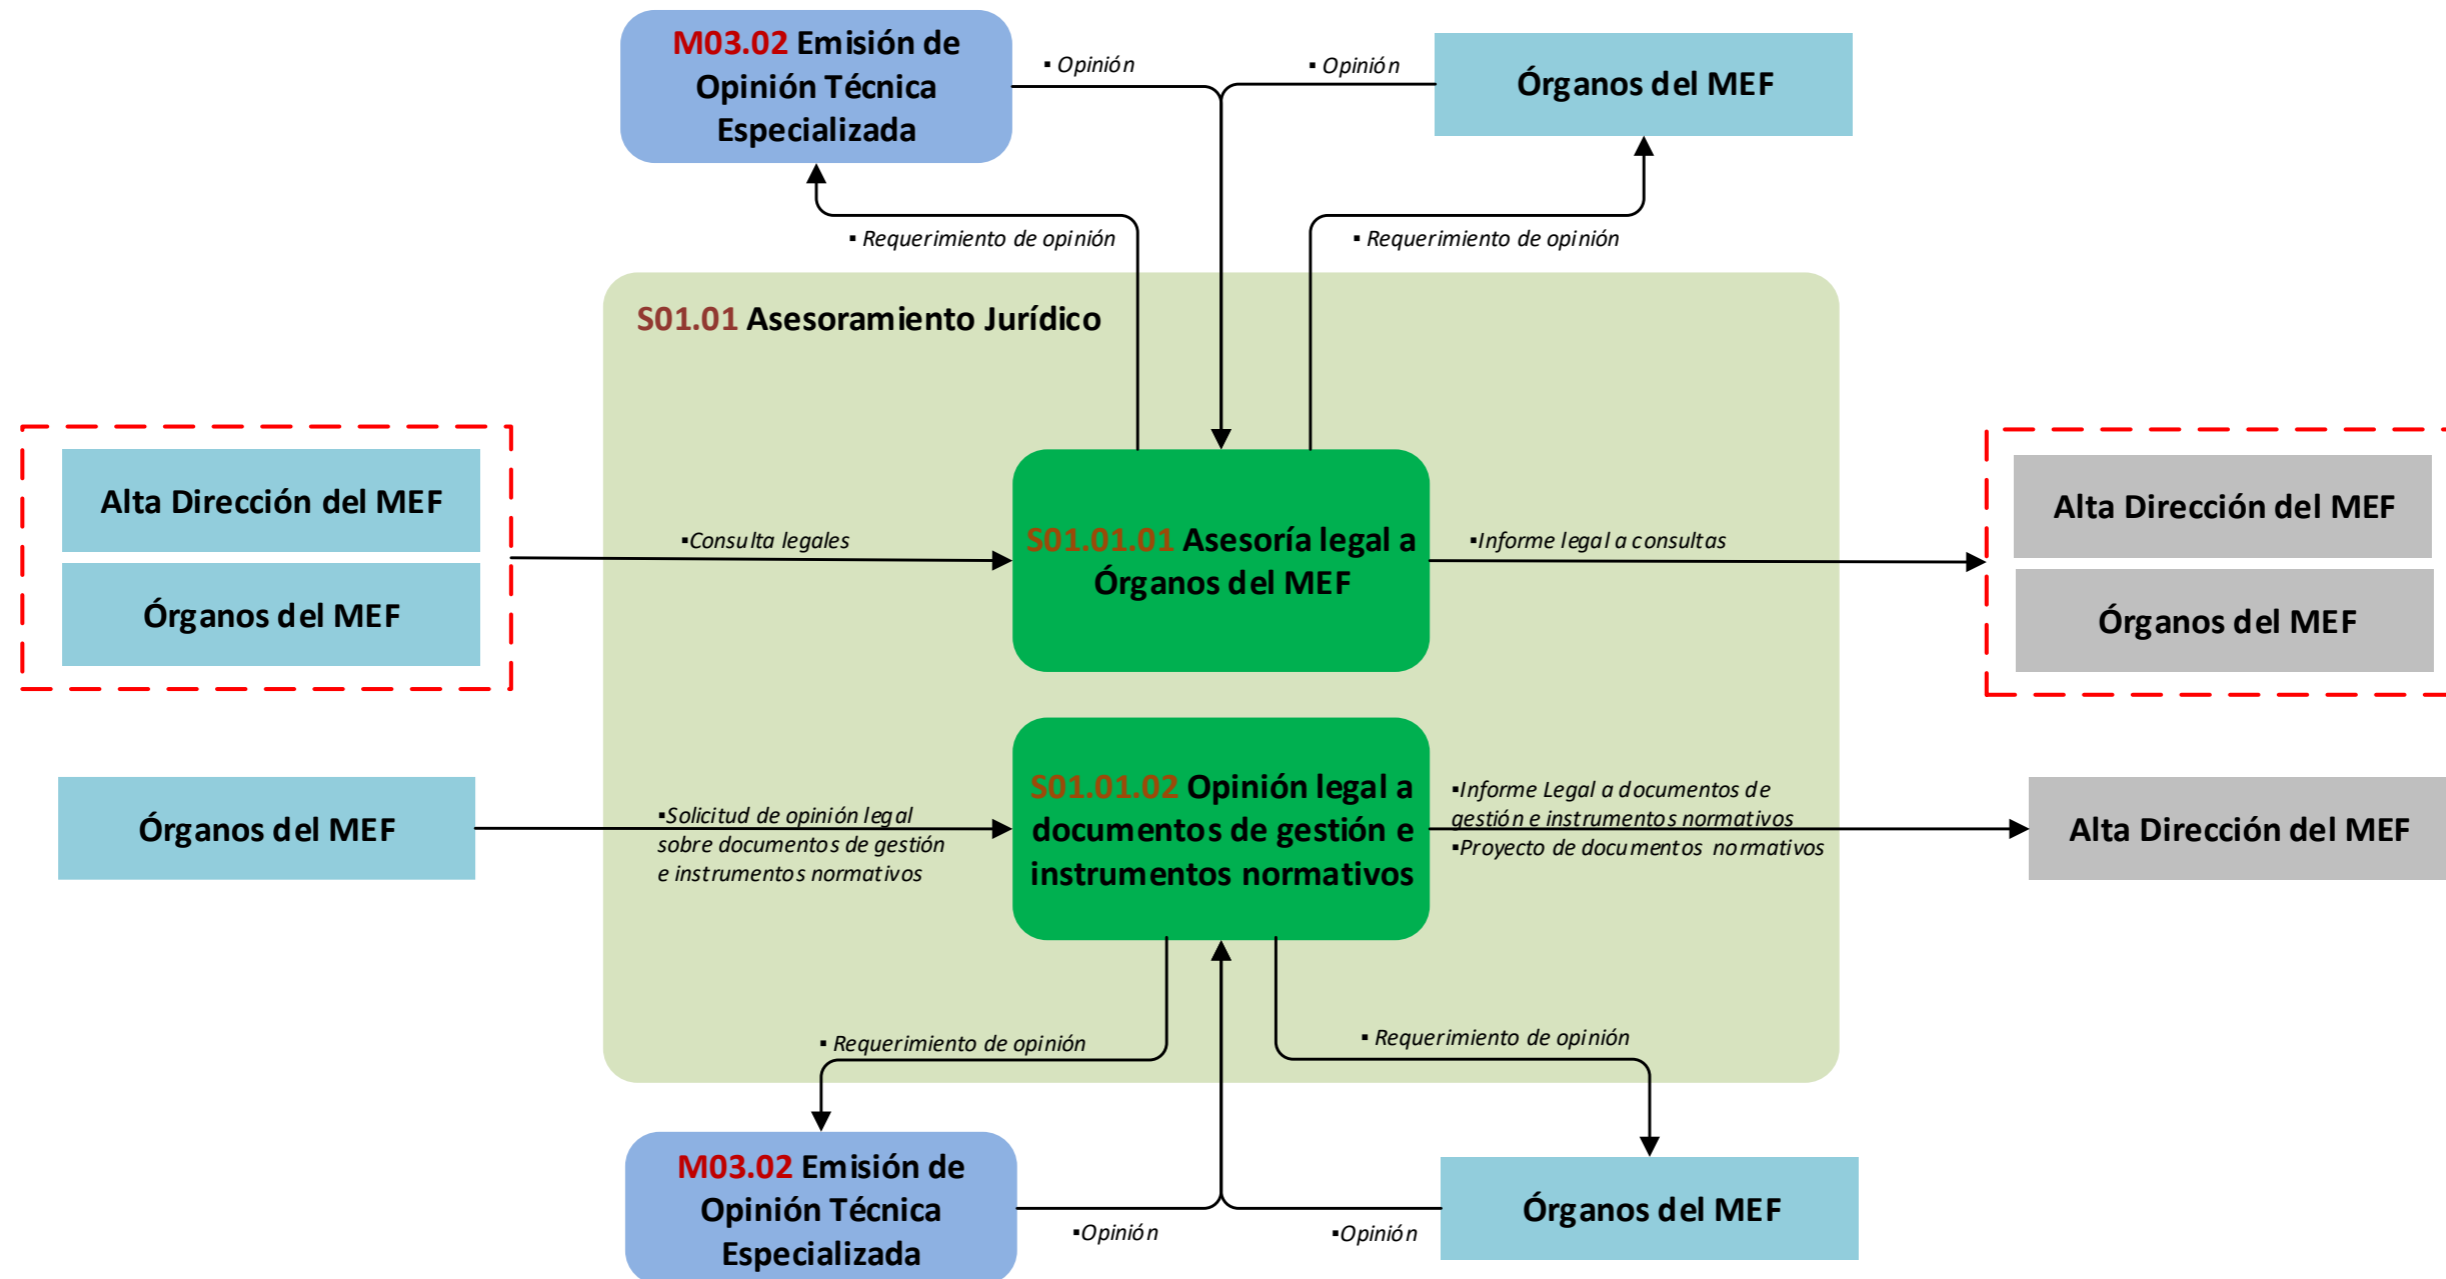 M03.02 Emisión de
Opinión Técnica
Especializada
▪ Opinión
▪ Opinión
Órganos del MEF
▪ Requerimiento de opinión
▪ Requerimiento de opinión
S01.01 Asesoramiento Jurídico
Alta Dirección del MEF
Órganos del MEF
▪Consulta legales
S01.01.01 Asesoría legal a
Órganos del MEF
▪Informe legal a consultas
Alta Dirección del MEF
Órganos del MEF
Órganos del MEF
▪Solicitud de opinión legal
sobre documentos de gestión
e instrumentos normativos
S01.01.02 Opinión legal a
documentos de gestión e
instrumentos normativos
▪Informe Legal a documentos de
gestión e instrumentos normativos
▪Proyecto de documentos normativos
Alta Dirección del MEF
▪ Requerimiento de opinión
▪ Requerimiento de opinión
M03.02 Emisión de
Opinión Técnica
Especializada
▪Opinión
▪Opinión
Órganos del MEF